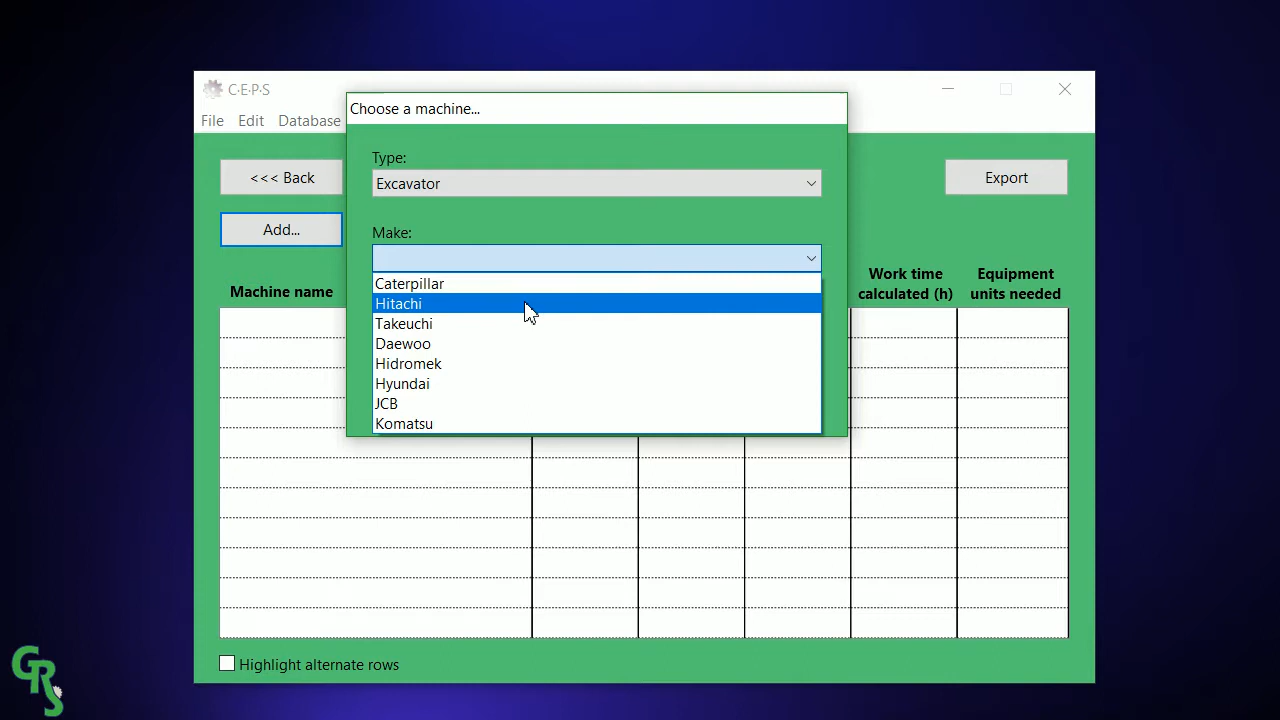 C·E·P·S
Choose a machine...
File Edit Database
Type:
<<< Back
Excavator
Export
Add...
Make:
Machine name
Work time
calculated (h)
Equipment
units needed
Caterpillar
Hitachi
Takeuchi
Daewoo
Hidromek
Hyundai
JCB
Komatsu
Highlight alternate rows
GRS